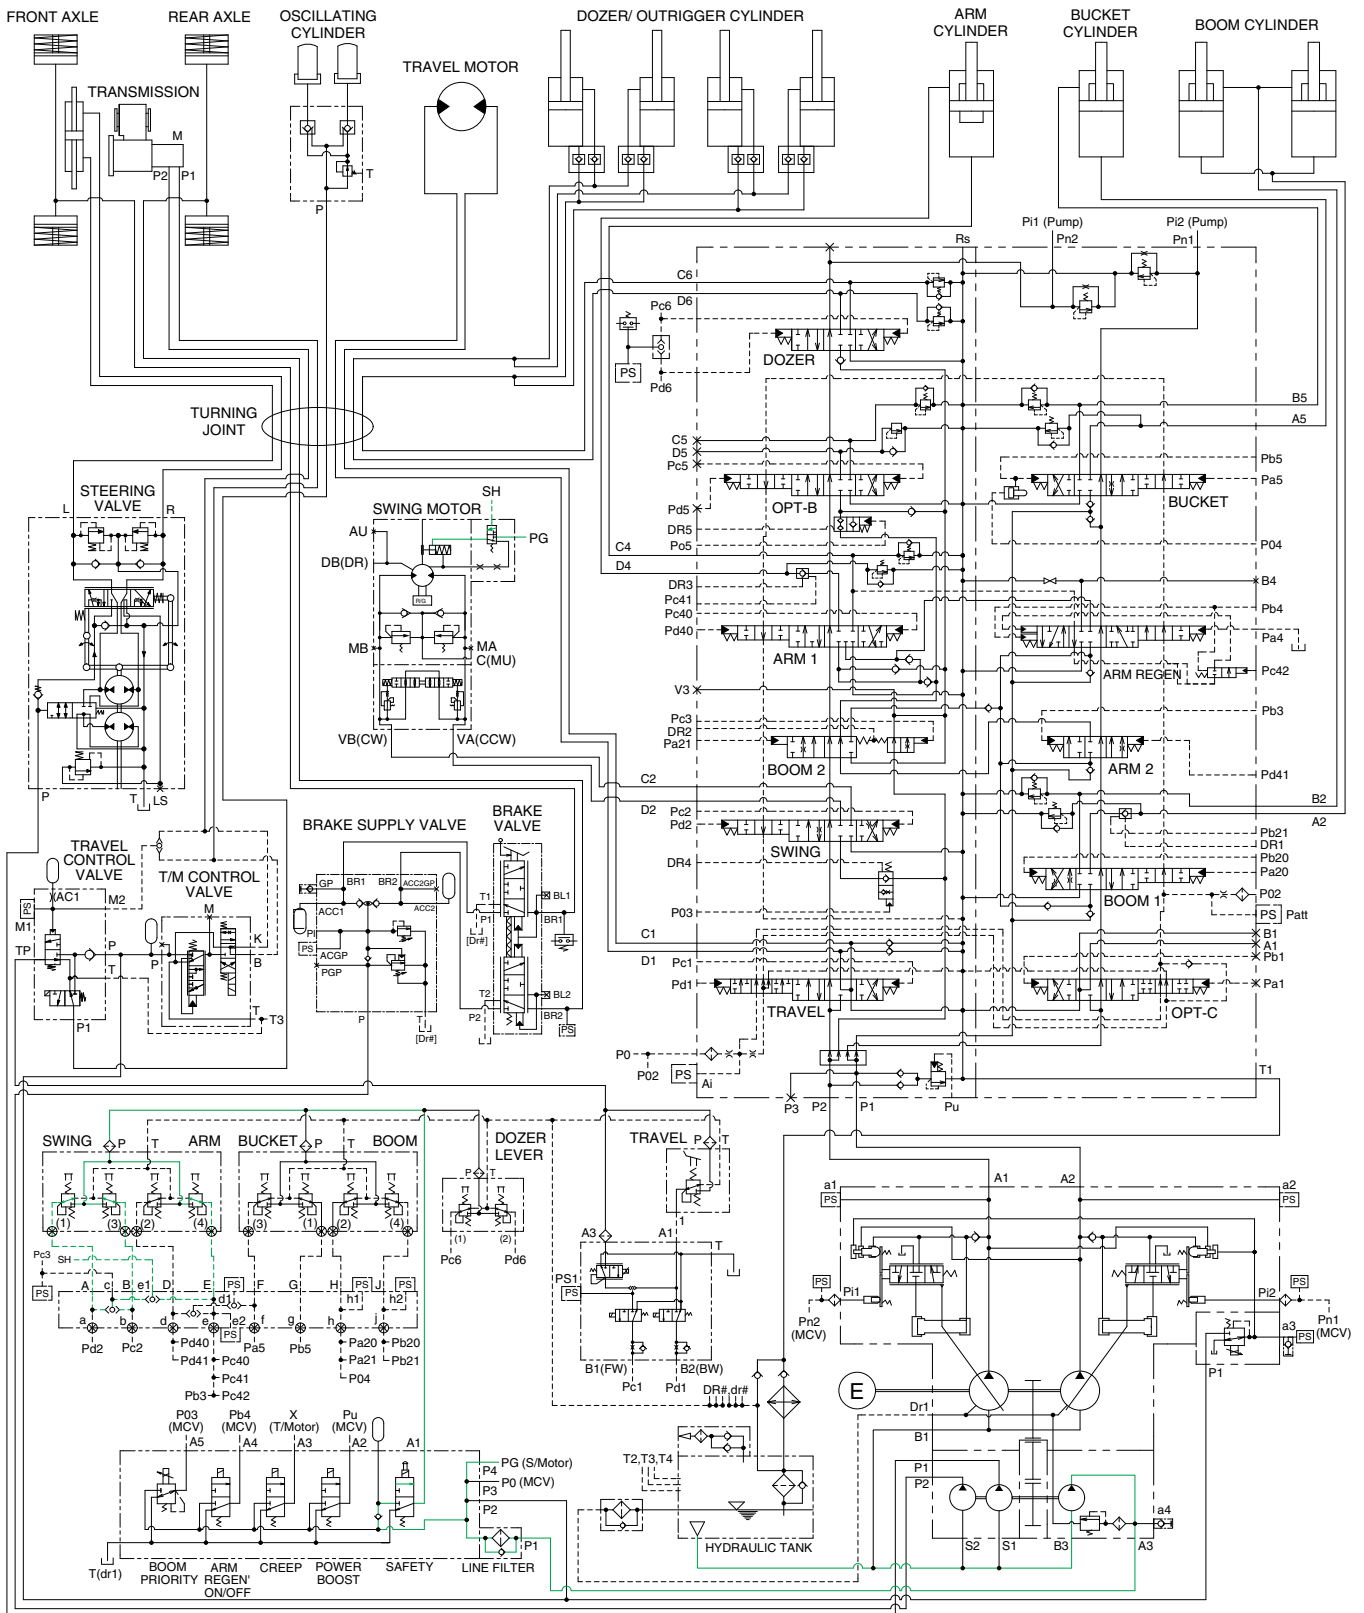 FRONT AXLE
REAR AXLE
OSCILLATING
CYLINDER
DOZER/ OUTRIGGER CYLINDER
ARM
CYLINDER
BUCKET
CYLINDER
BOOM CYLINDER
TRAVEL MOTOR
TRANSMISSION
M
P2 P1
T
P
Pi1 (Pump)
Pn2
Pi2 (Pump)
Pn1
Rs
C6
D6
Pc6
PS
Pd6
DOZER
TURNING
JOINT
B5
A5
C5
D5
Pc5
Pd5
OPT-B
BUCKET
Pb5
Pa5
DR5
Po5
P04
STEERING
VALVE
L
R
P
T
LS
SWING MOTOR
SH
PG
AU
DB(DR)
R/G
MB
MA
C(MU)
VB(CW)
VA(CCW)
C4
D4
DR3
Pc41
Pc40
Pd40
ARM 1
B4
Pb4
Pa4
ARM REGEN
Pc42
V3
Pc3
DR2
Pa21
BOOM 2
Pb3
ARM 2
Pd41
C2
D2
Pc2
Pd2
SWING
B2
A2
Pb21
DR1
Pb20
Pa20
BOOM 1
DR4
P03
P02
PS
Patt
C1
D1
Pc1
Pd1
TRAVEL
B1
A1
Pb1
Pa1
OPT-C
P0
P02
PS
Ai
P3
P2
P1
Pu
T1
TRAVEL
CONTROL
VALVE
AC1
M2
PS
M1
TP
P
T
P1
T/M CONTROL
VALVE
M
K
P
B
T
T3
BRAKE SUPPLY VALVE
GP
BR1
BR2
ACC2GP
ACC1
ACC2
Pi
PS
ACGP
PGP
P
T
[Dr#]
BRAKE
VALVE
T1
BL1
P1
[Dr#]
BR1
T2
BL2
P2
BR2
PS
SWING
P
T
ARM
BUCKET
P
T
BOOM
DOZER
LEVER
P
T
TRAVEL
P
T
(1)
(3)
(2)
(4)
(3)
(1)
(2)
(4)
(1)
(2)
1
Pc6
Pd6
Pc3
SH
PS
A
c
B
e1
D
E
PS
F
G
H
PS
J
PS
d1
h1
h2
a
b
d
e
e2
PS
f
g
h
j
Pd2
Pc2
Pd40
Pd41
Pc40
Pc41
Pb3
Pc42
Pa5
Pb5
Pa20
Pa21
P04
Pb20
Pb21
A3
A1
T
PS1
PS
B1(FW)
B2(BW)
Pc1
Pd1
DR#,dr#
P03
(MCV)
A5
Pb4
(MCV)
A4
X
(T/Motor)
A3
Pu
(MCV)
A2
A1
PG (S/Motor)
P4
P0 (MCV)
P3
P2
P1
T(dr1)
BOOM
PRIORITY
ARM
REGEN'
ON/OFF
CREEP
POWER
BOOST
SAFETY
LINE FILTER
T2,T3,T4
HYDRAULIC TANK
a1
PS
A1
A2
a2
PS
PS
Pi1
Pn2
(MCV)
PS
Pi2
Pn1
(MCV)
a3
PS
P1
E
Dr1
B1
P1
P2
S2
S1
B3
A3
a4